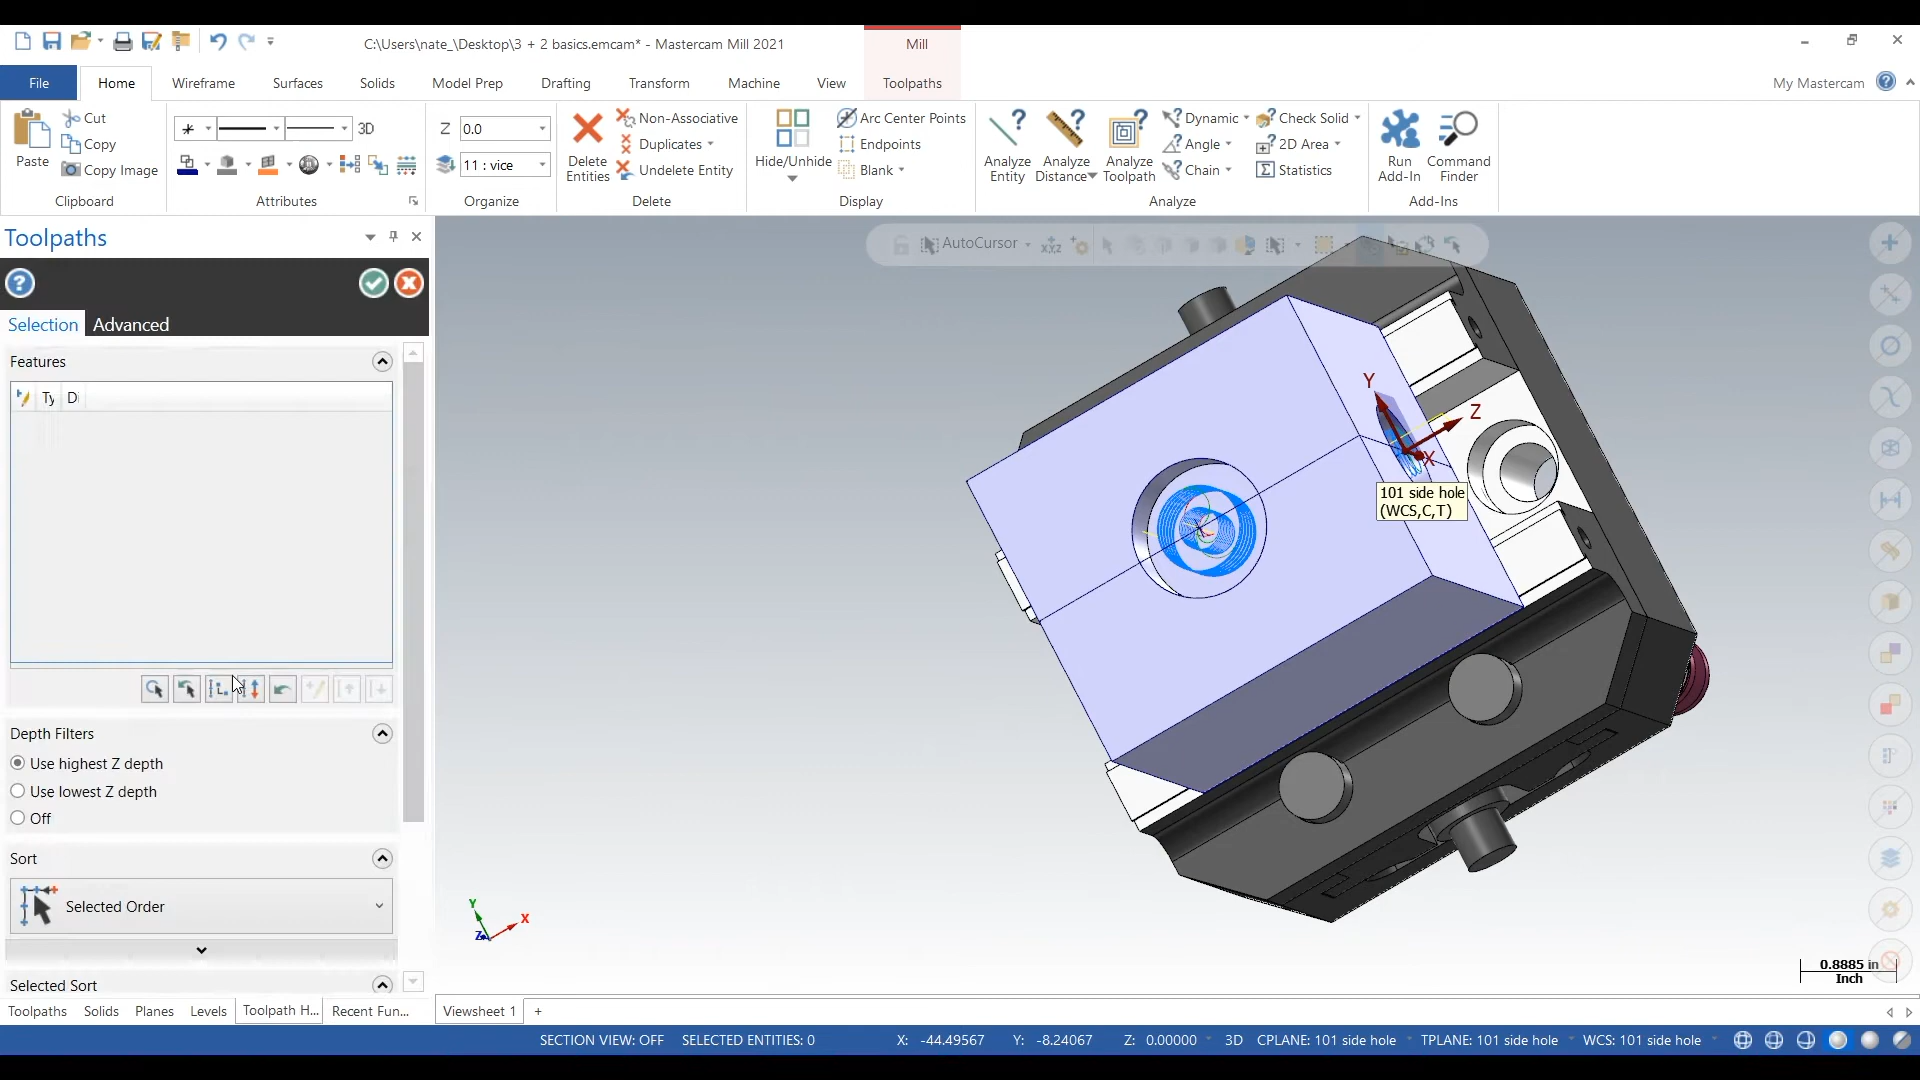 C:\Users\nate_\Desktop\3 + 2 basics.emcam* - Mastercam Mill 2021
Mill
File
Home
Wireframe
Surfaces
Solids
Model Prep
Drafting
Transform
Machine
View
Toolpaths
My Mastercam
Paste
Cut
Copy
Copy Image
Clipboard
3D
Attributes
Z 0.0
11 : vice
Organize
Delete Entities
Non-Associative
Duplicates
Undelete Entity
Delete
Hide/Unhide
Arc Center Points
Endpoints
Blank
Display
Analyze Entity
Analyze Distance
Analyze Toolpath
Dynamic
Angle
Chain
Check Solid
2D Area
Statistics
Analyze
Run Add-In
Command Finder
Add-Ins
Toolpaths
Selection
Advanced
Features
Ty
Di
Depth Filters
Use highest Z depth
Use lowest Z depth
Off
Sort
Selected Order
Selected Sort
Toolpaths
Solids
Planes
Levels
Toolpath H...
Recent Fun...
AutoCursor
Y
Z
X
101 side hole
(WCS,C,T)
Y
X
Z
0.8885 in
Inch
Viewsheet 1
+
SECTION VIEW: OFF
SELECTED ENTITIES: 0
X: -44.49567
Y: -8.24067
Z: 0.00000
3D
CPLANE: 101 side hole
TPLANE: 101 side hole
WCS: 101 side hole